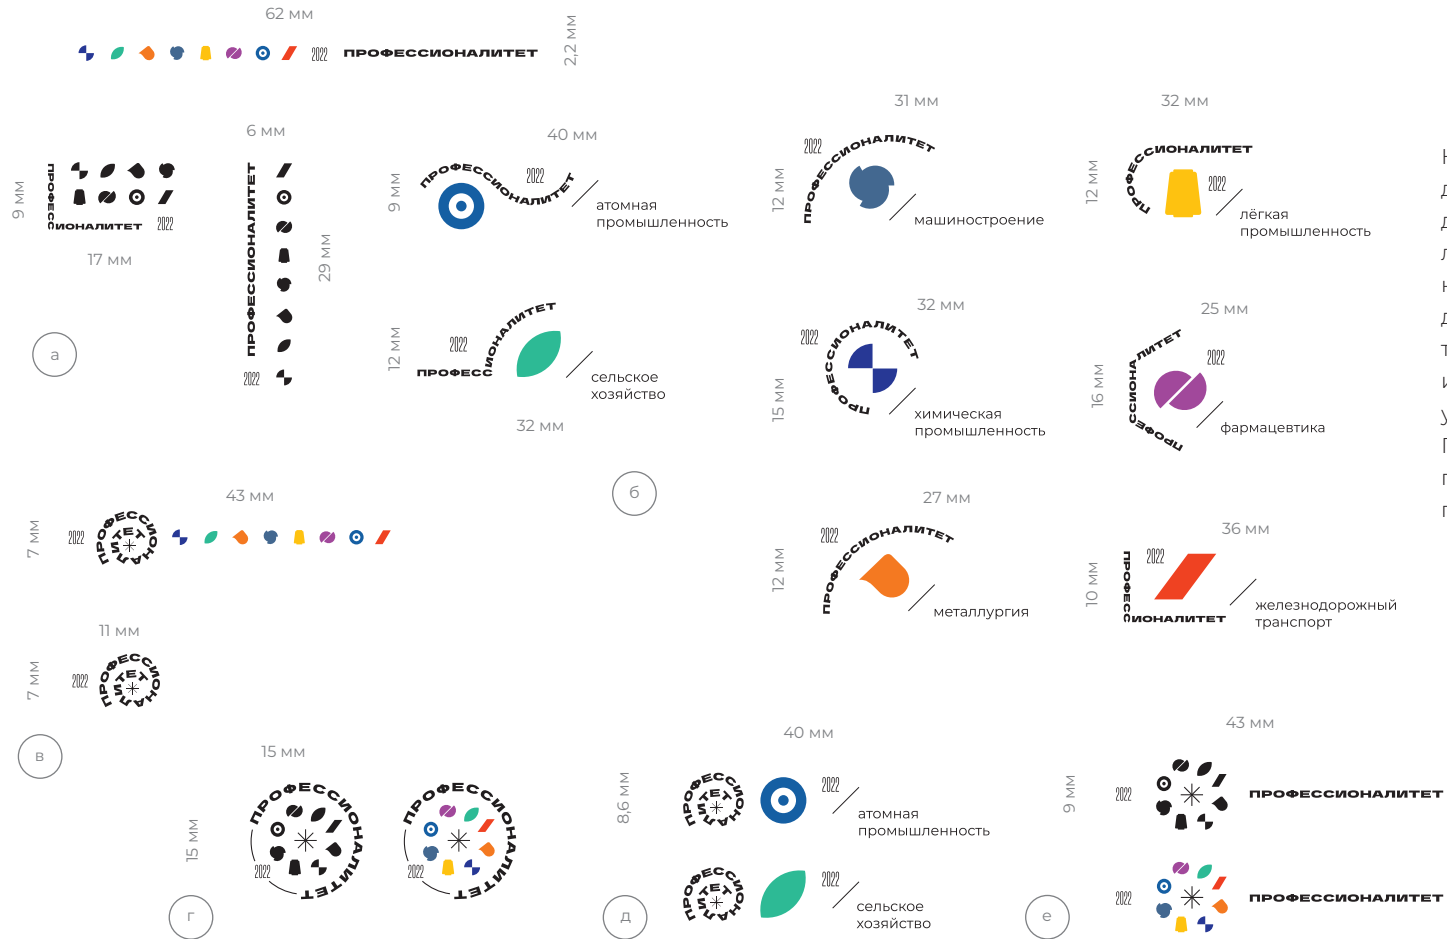 62 мм
2022 ПРОФЕССИОНАЛИТЕТ
2,2 мм
9 мм
ПРОФЕССИОНАЛИТЕТ 2022
17 мм
6 мм
ПРОФЕССИОНАЛИТЕТ
2022
29 мм
а
40 мм
9 мм
ПРОФЕССИОНАЛИТЕТ
2022
атомная
промышленность
12 мм
2022
ПРОФЕССИОНАЛИТЕТ
сельское
хозяйство
32 мм
31 мм
12 мм
2022
ПРОФЕССИОНАЛИТЕТ
машиностроение
32 мм
12 мм
ПРОФЕССИОНАЛИТЕТ
2022
лёгкая
промышленность
32 мм
15 мм
2022
ПРОФЕССИОНАЛИТЕТ
химическая
промышленность
25 мм
16 мм
ПРОФЕССИОНАЛИТЕТ
2022
фармацевтика
б
27 мм
12 мм
2022
ПРОФЕССИОНАЛИТЕТ
металлургия
36 мм
10 мм
2022
ПРОФЕССИОНАЛИТЕТ
железнодорожный
транспорт
43 мм
7 мм
2022
ПРОФЕССИОНАЛИТЕТ
11 мм
7 мм
2022
ПРОФЕССИОНАЛИТЕТ
в
15 мм
15 мм
ПРОФЕССИОНАЛИТЕТ
2022
ПРОФЕССИОНАЛИТЕТ
2022
г
40 мм
8,6 мм
ПРОФЕССИОНАЛИТЕТ
2022
атомная
промышленность
ПРОФЕССИОНАЛИТЕТ
2022
сельское
хозяйство
д
43 мм
9 мм
2022
ПРОФЕССИОНАЛИТЕТ
2022
ПРОФЕССИОНАЛИТЕТ
е